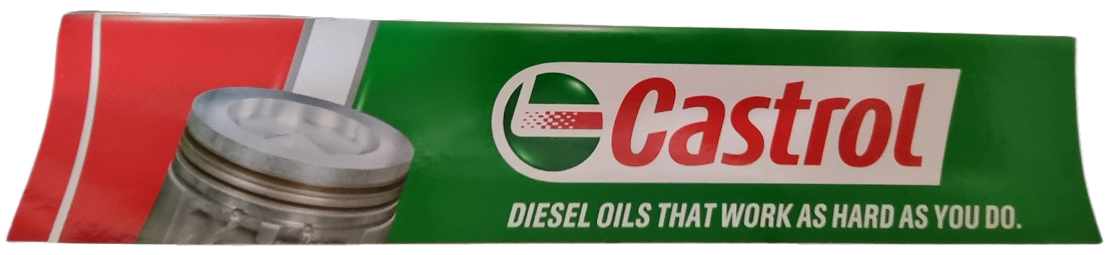 Castrol
DIESEL OILS THAT WORK AS HARD AS YOU DO.